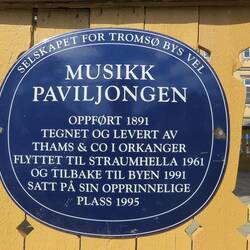 SELSKAPET FOR TROMSØ BYS VEL
MUSIKK
PAVILJONGEN
OPPFØRT 1891
TEGNET OG LEVERT AV
THAMS & CO I ORKANGER
FLYTTET TIL STRAUMHELLA 1961
OG TILBAKE TIL BYEN 1991
SATT PÅ SIN OPPRINNELIGE
PLASS 1995